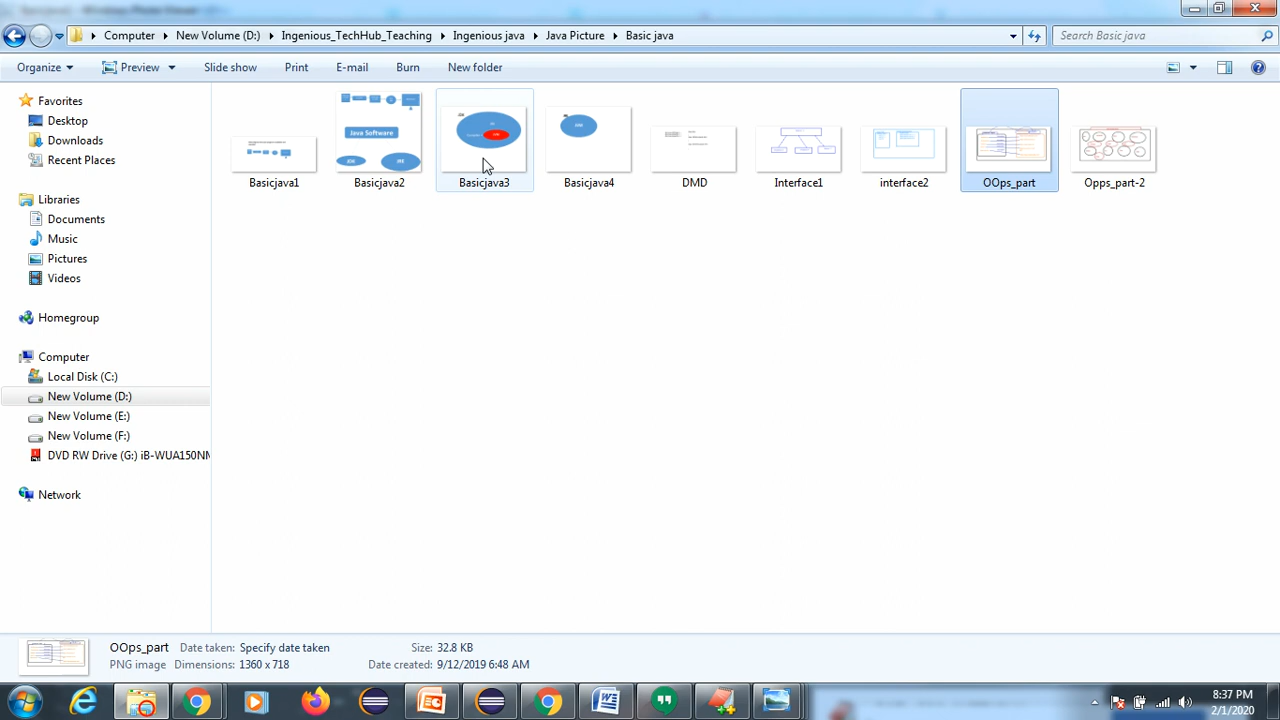 Computer
New Volume (D:)
Ingenious_TechHub_Teaching
Ingenious java
Java Picture
Basic java
Search Basic java
Organize
Preview
Slide show
Print
E-mail
Burn
New folder
Favorites
Desktop
Downloads
Recent Places
Libraries
Documents
Music
Pictures
Videos
Homegroup
Computer
Local Disk (C:)
New Volume (D:)
New Volume (E:)
New Volume (F:)
DVD RW Drive (G:) iB-WUA150NM
Network
Java Software
Basicjava1
Basicjava2
Basicjava3
Basicjava4
DMD
Interface1
interface2
OOps_part
Opps_part-2
OOps_part
Date taken: Specify date taken
Size: 32.8 KB
PNG image
Dimensions: 1360 x 718
Date created: 9/12/2019 6:48 AM
8:37 PM
2/1/2020